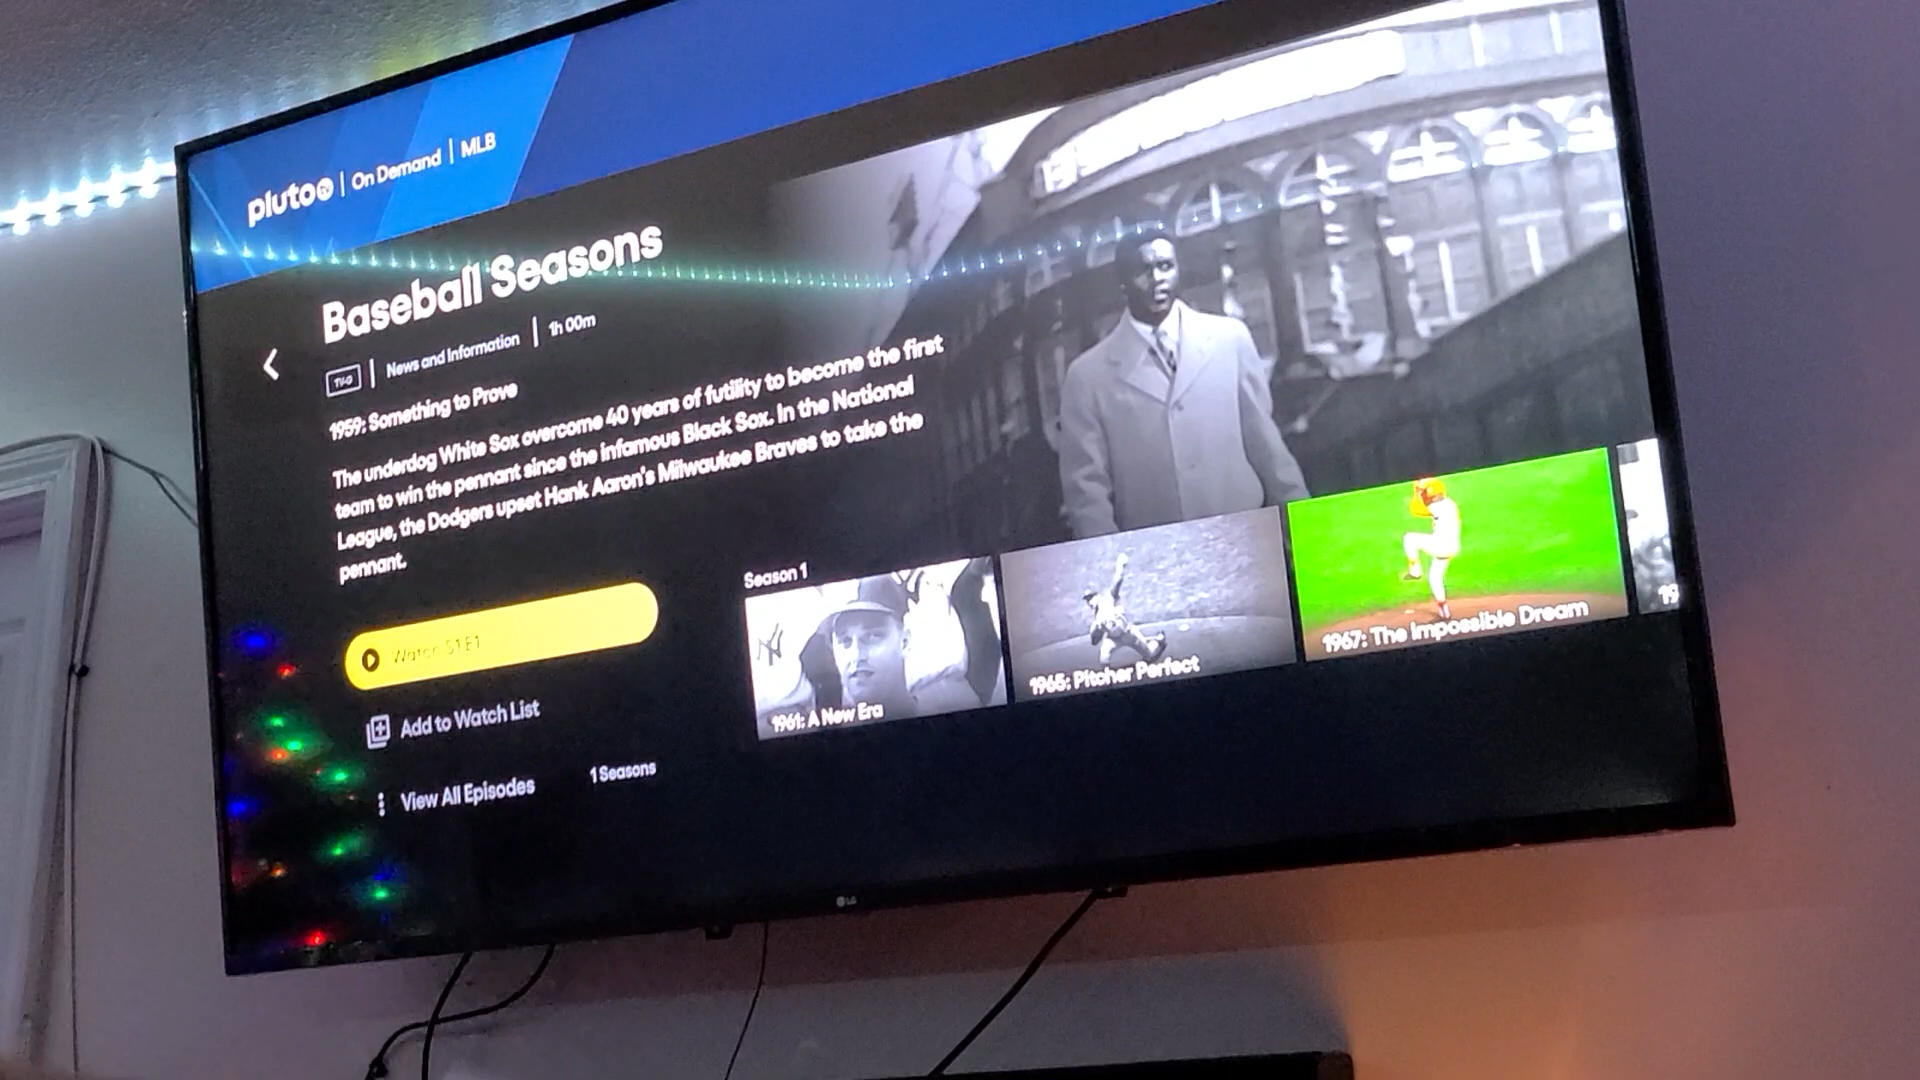 pluto tv | On Demand | MLB
Baseball Seasons
TV-G | News and Information | 1h 00m
1959: Something to Prove
The underdog White Sox overcome 40 years of futility to become the first
team to win the pennant since the infamous Black Sox. In the National
League, the Dodgers upset Hank Aaron's Milwaukee Braves to take the
pennant.
Watch S1 E1
Add to Watch List
View All Episodes
1 Seasons
Season 1
NY
1961: A New Era
1965: Pitcher Perfect
1967: The Impossible Dream
19
LG